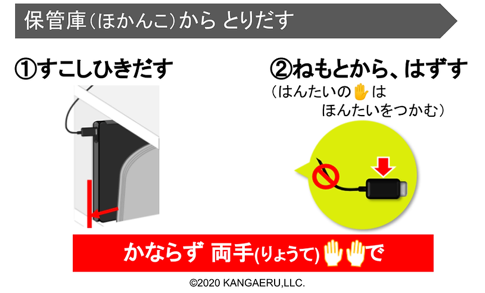 保管庫(ほかんこ)から とりだす
①すこしひきだす
②ねもとから、はずす
(はんたいの✋は
ほんたいをつかむ)
かならず 両手(りょうて)✋✋で
©2020 KANGAERU,LLC.